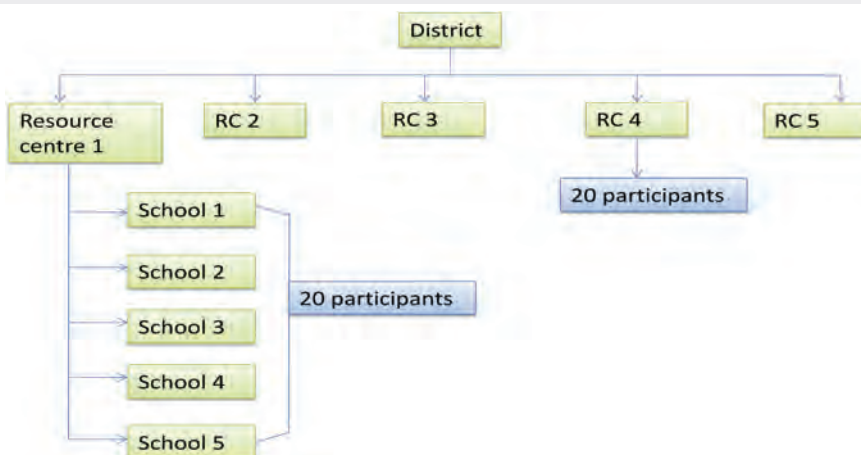 District
Resource
centre 1
RC 2
RC 3
RC 4
RC 5
20 participants
School 1
School 2
20 participants
School 3
School 4
School 5